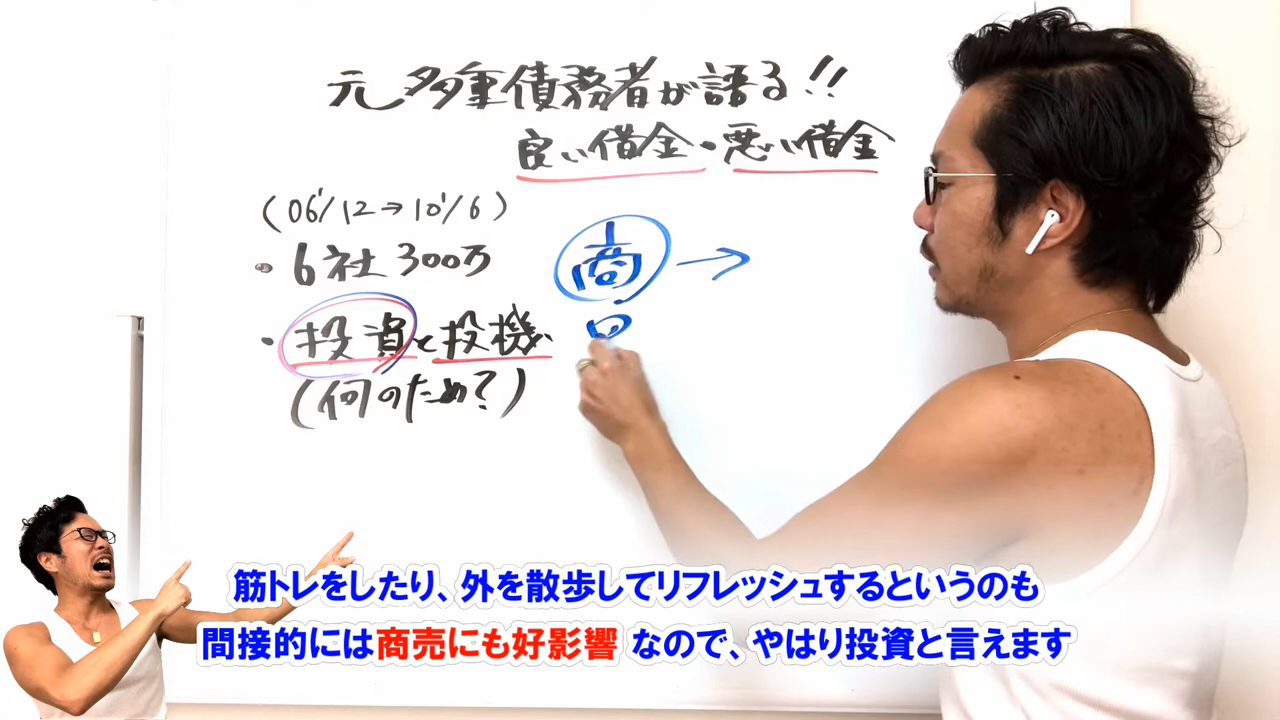 元多重債務者が語る!!
良い借金・悪い借金
(06'/12→10'/6)
・6社300万
・投資と投機
(何のため?)
商→
筋トレをしたり、外を散歩してリフレッシュするというのも
間接的には商売にも好影響 なので、やはり投資と言えます